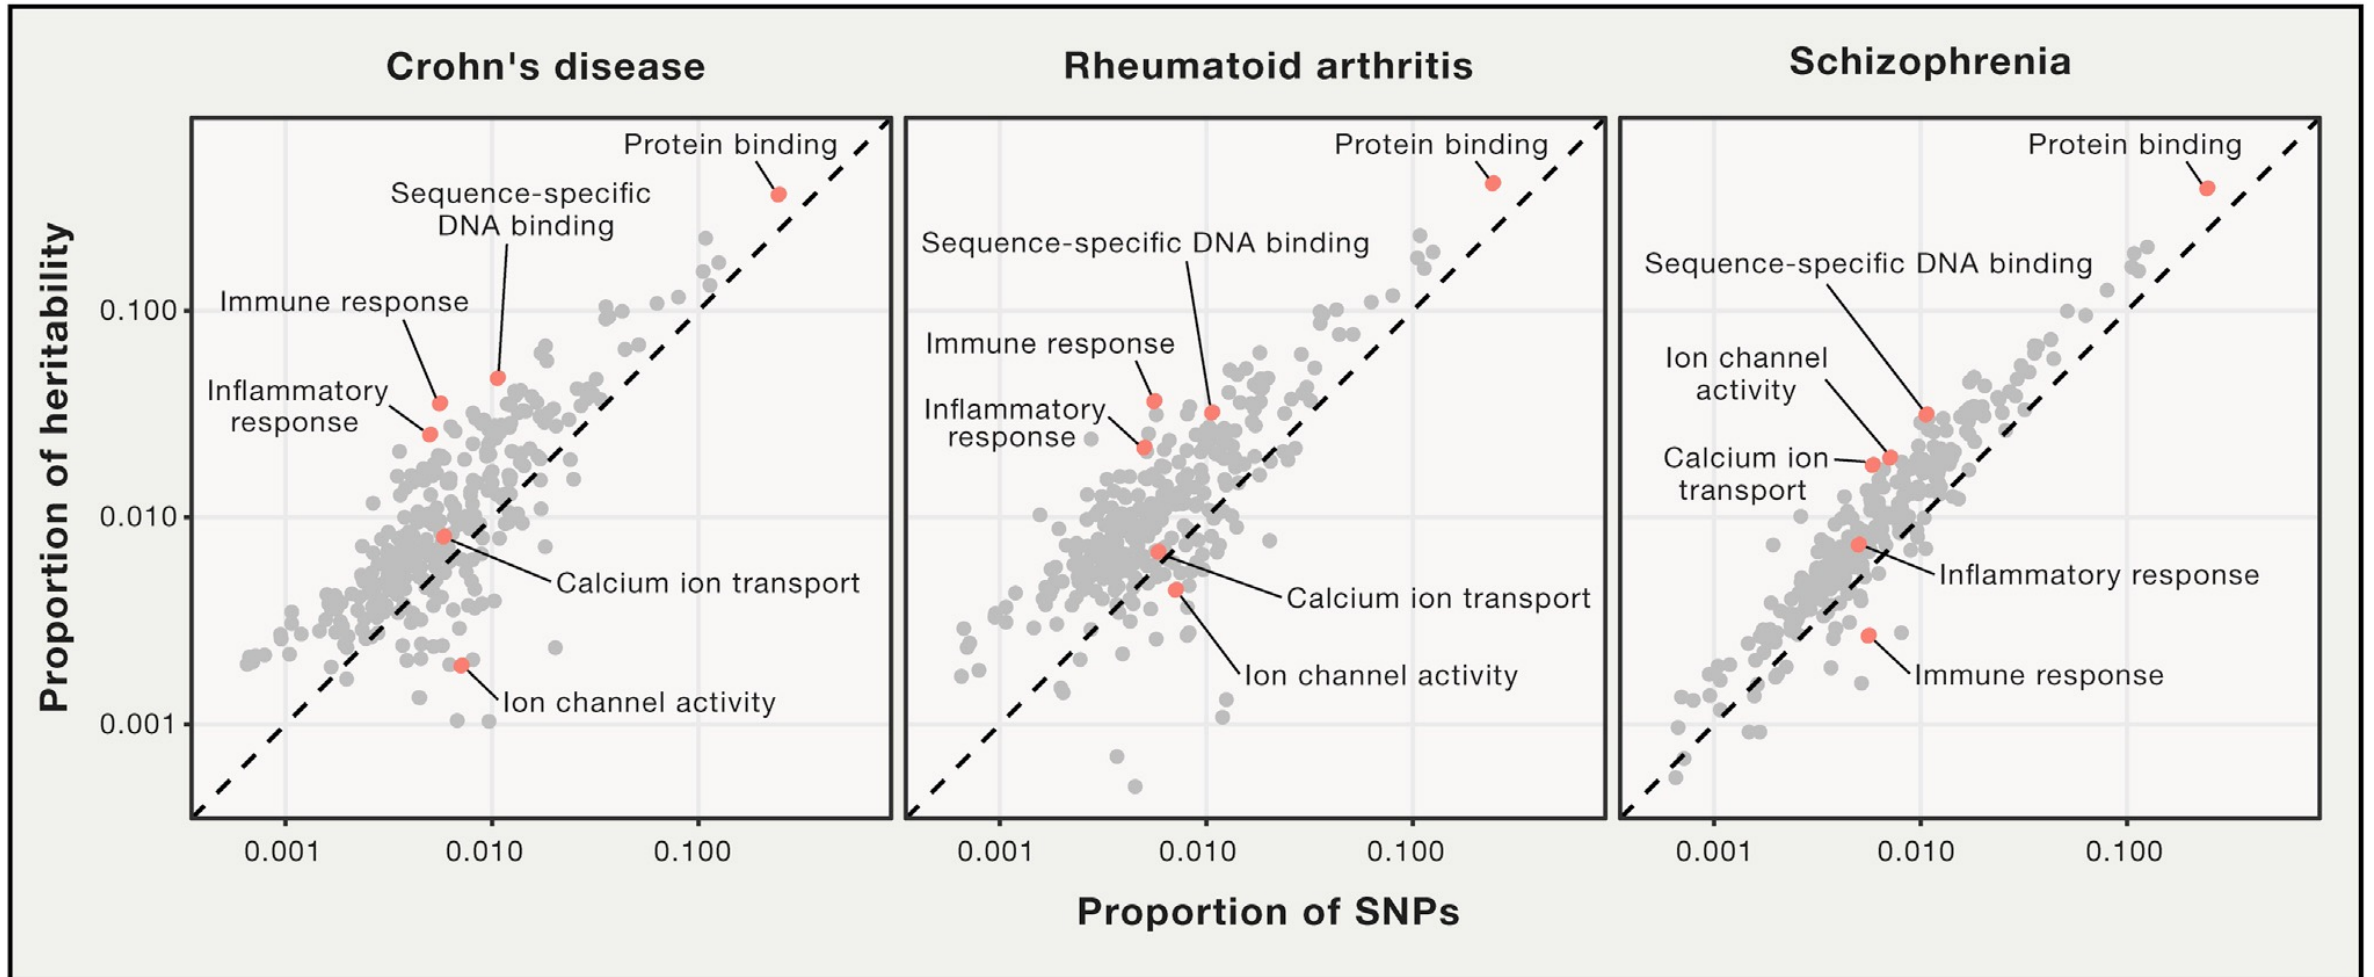 Crohn's disease
Rheumatoid arthritis
Schizophrenia
Proportion of heritability
0.100
0.010
0.001
Protein binding
Sequence-specific
DNA binding
Immune response
Inflammatory
response
Calcium ion transport
Ion channel activity
0.001
0.010
0.100
Protein binding
Sequence-specific DNA binding
Immune response
Inflammatory
response
Calcium ion transport
Ion channel activity
0.001
0.010
0.100
Protein binding
Sequence-specific DNA binding
Ion channel
activity
Calcium ion
transport
Inflammatory response
Immune response
0.001
0.010
0.100
Proportion of SNPs